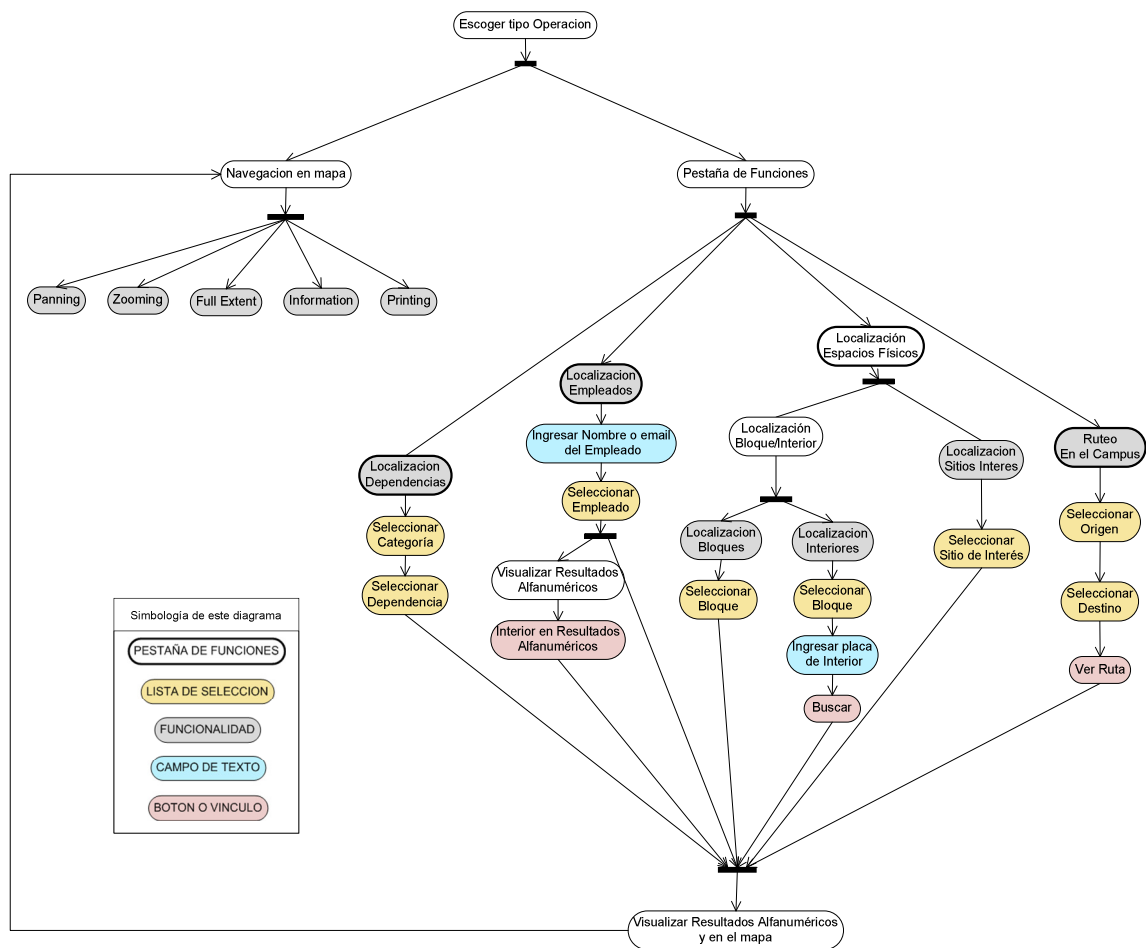 Escoger tipo Operacion
Navegacion en mapa
Pestaña de Funciones
Panning
Zooming
Full Extent
Information
Printing
Localización
Espacios Físicos
Localizacion
Empleados
Ingresar Nombre o email
del Empleado
Localización
Bloque/Interior
Localizacion
Sitios Interes
Ruteo
En el Campus
Localizacion
Dependencias
Seleccionar
Empleado
Seleccionar
Categoría
Localizacion
Bloques
Localizacion
Interiores
Seleccionar
Sitio de Interés
Seleccionar
Origen
Visualizar Resultados
Alfanuméricos
Seleccionar
Dependencia
Seleccionar
Bloque
Seleccionar
Bloque
Seleccionar
Destino
Interior en Resultados
Alfanuméricos
Ingresar placa
de Interior
Ver Ruta
Buscar
Simbología de este diagrama
PESTAÑA DE FUNCIONES
LISTA DE SELECCION
FUNCIONALIDAD
CAMPO DE TEXTO
BOTON O VINCULO
Visualizar Resultados Alfanuméricos
y en el mapa